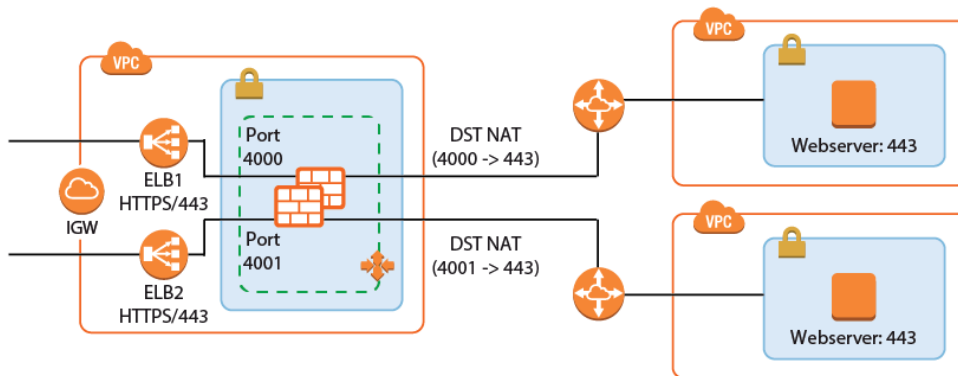 VPC
Port
4000
ELB1
HTTPS/443
IGW
Port
4001
ELB2
HTTPS/443
DST NAT
(4000 -> 443)
DST NAT
(4001 -> 443)
VPC
Webserver: 443
VPC
Webserver: 443